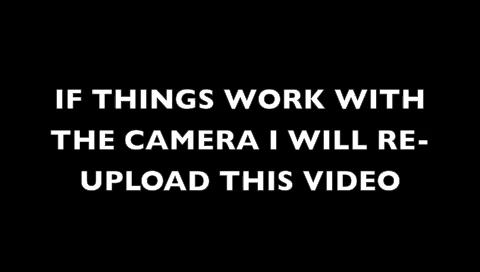 IF THINGS WORK WITH
THE CAMERA I WILL RE-
UPLOAD THIS VIDEO